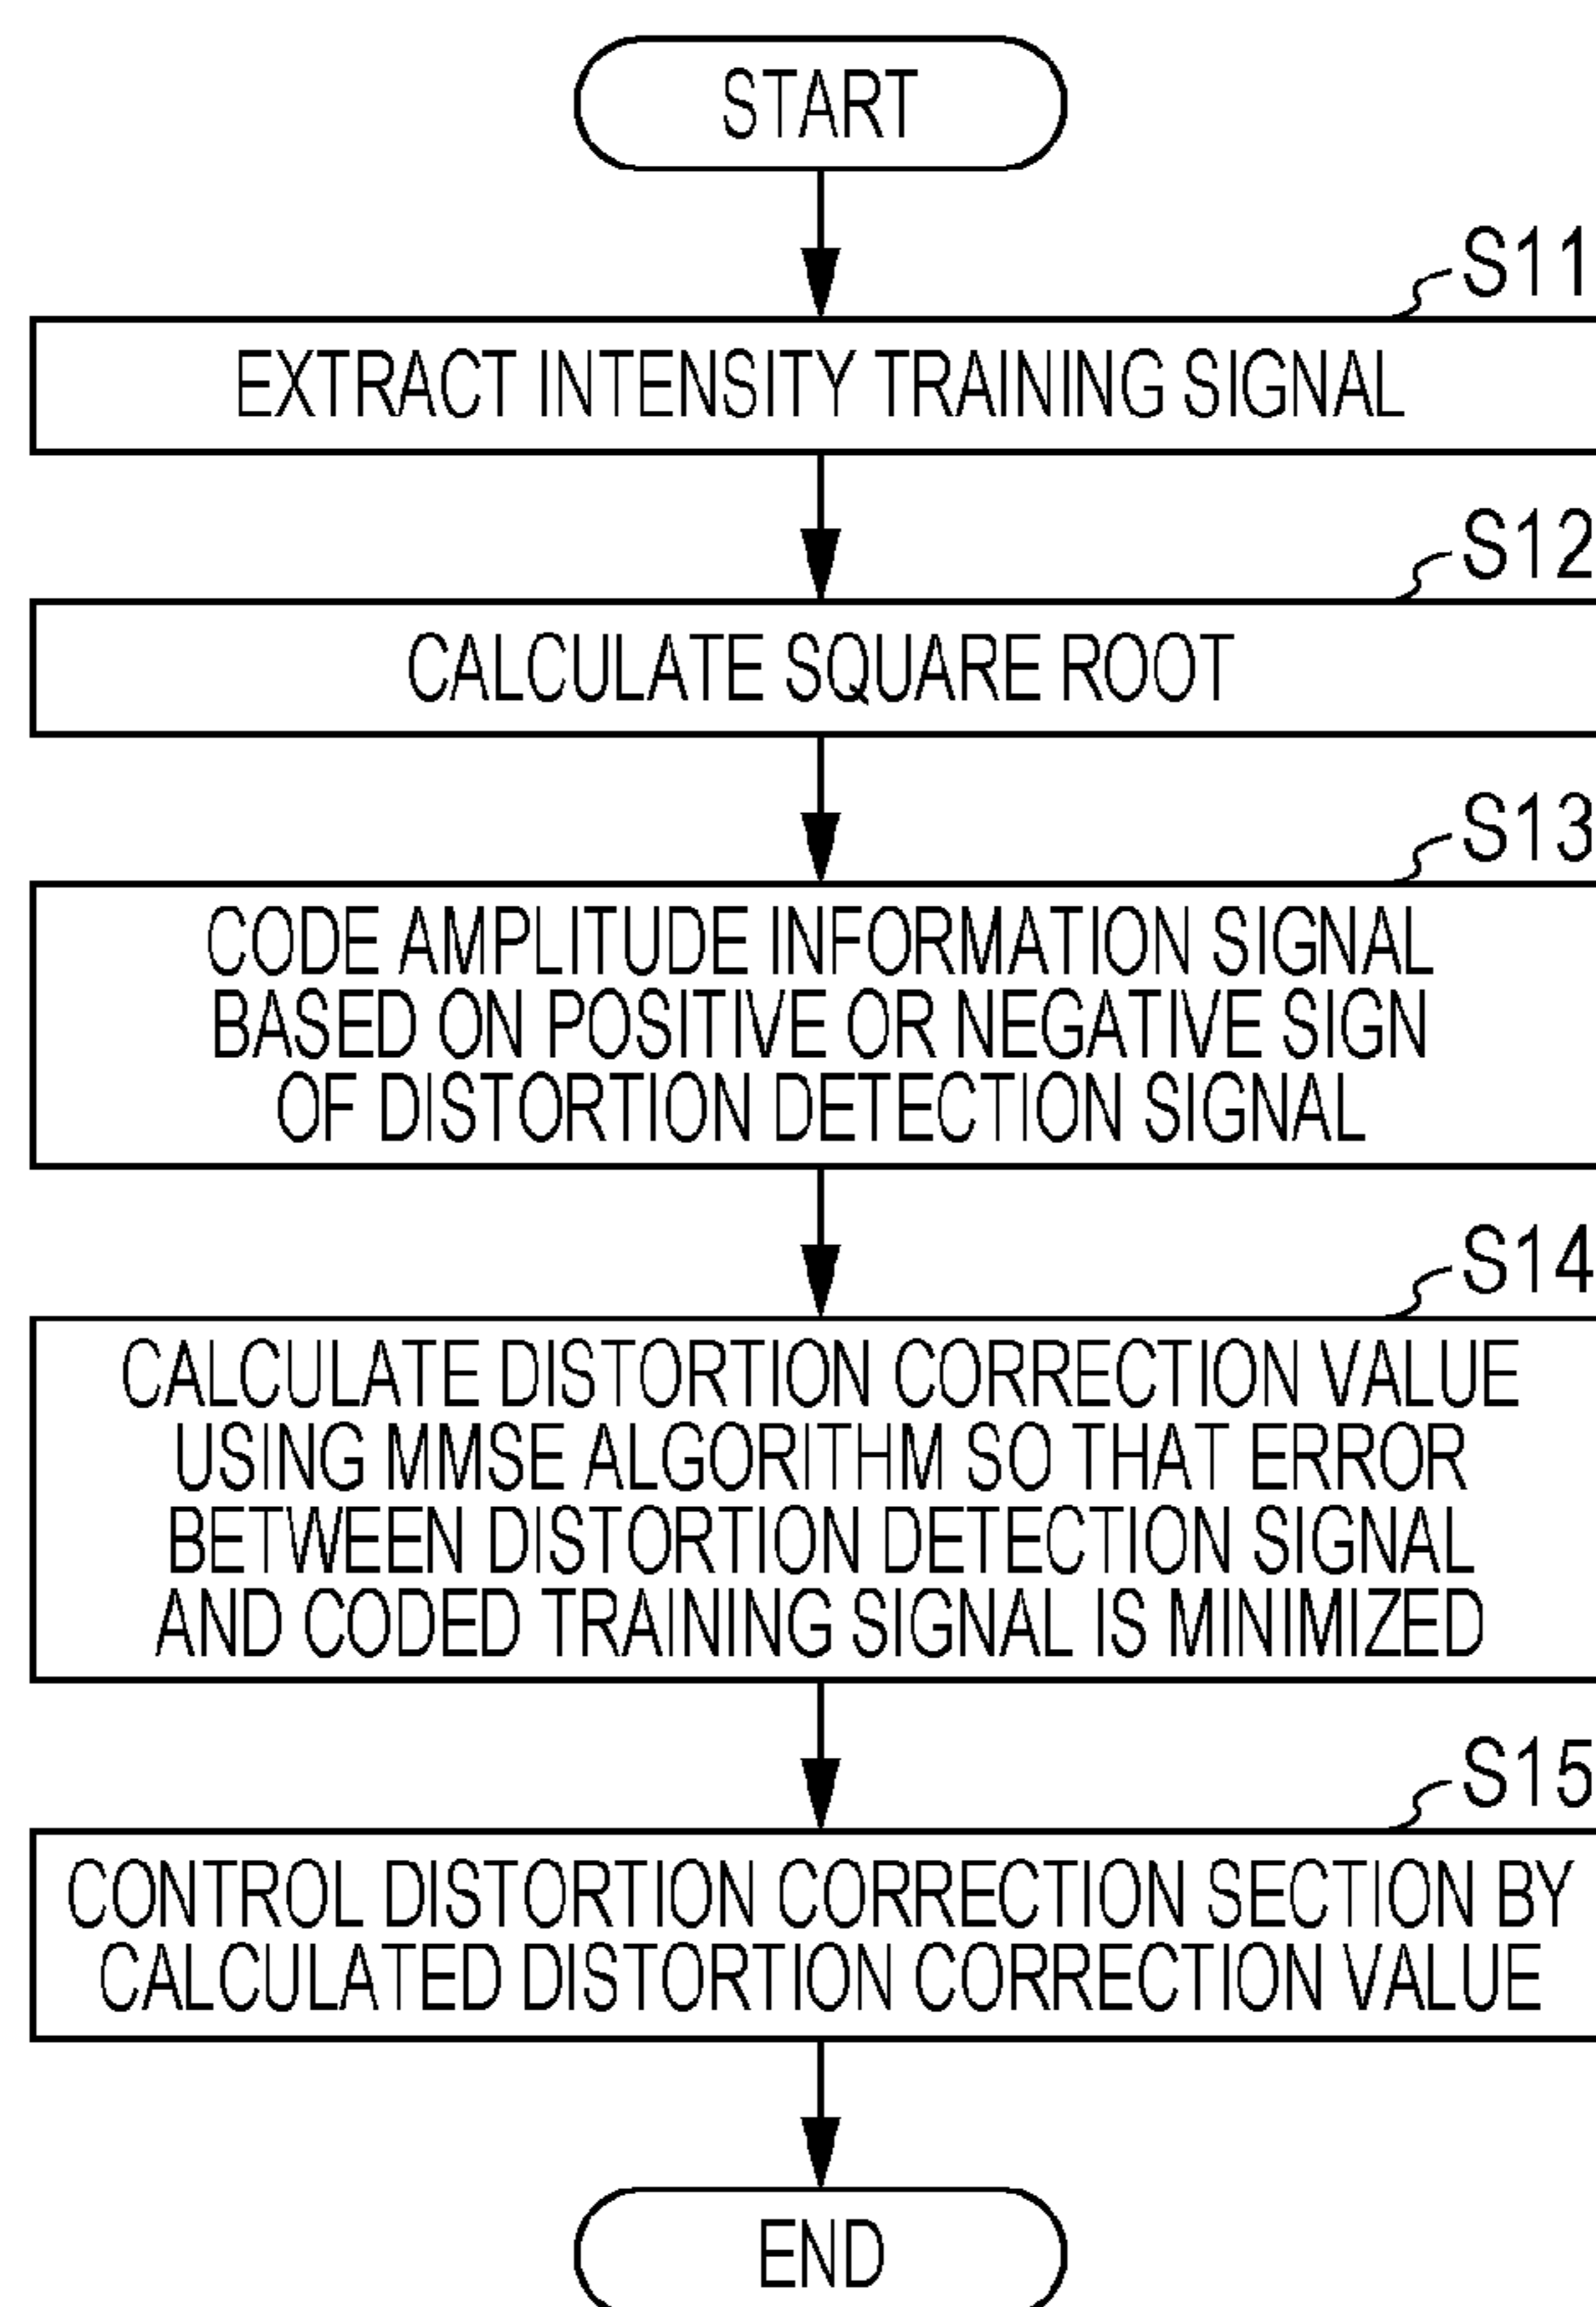 START
S11
EXTRACT INTENSITY TRAINING SIGNAL
S12
CALCULATE SQUARE ROOT
S13
CODE AMPLITUDE INFORMATION SIGNAL
BASED ON POSITIVE OR NEGATIVE SIGN
OF DISTORTION DETECTION SIGNAL
S14
CALCULATE DISTORTION CORRECTION VALUE
USING MMSE ALGORITHM SO THAT ERROR
BETWEEN DISTORTION DETECTION SIGNAL
AND CODED TRAINING SIGNAL IS MINIMIZED
S15
CONTROL DISTORTION CORRECTION SECTION BY
CALCULATED DISTORTION CORRECTION VALUE
END